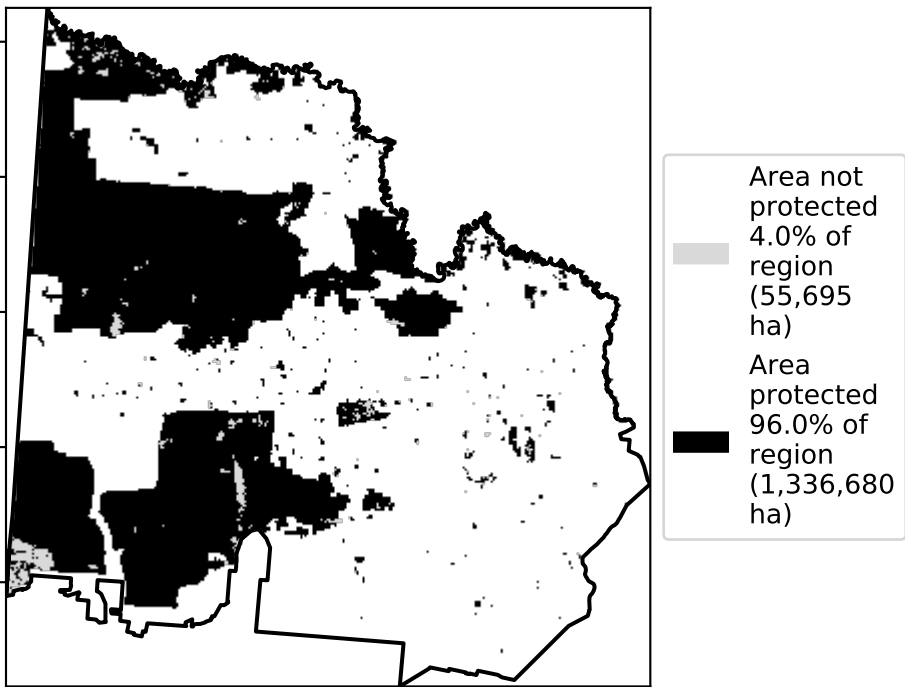 Area not
protected
4.0% of
region
(55,695
ha)
Area
protected
96.0% of
region
(1,336,680
ha)